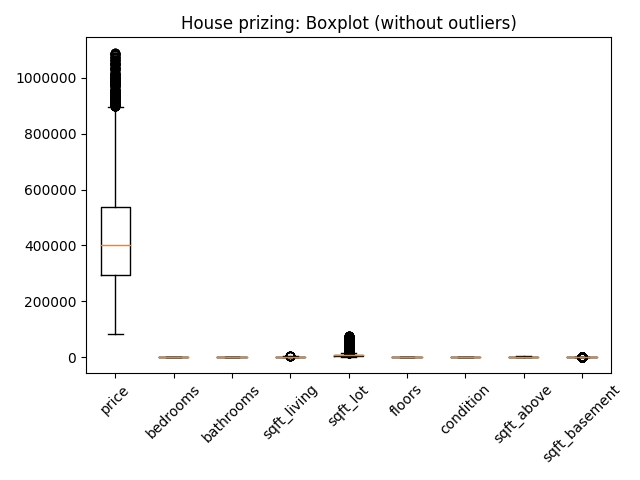 House prizing: Boxplot (without outliers)
1000000
800000
600000
400000
200000
0
price
bedrooms
bathrooms
sqft_living
sqft_lot
floors
condition
sqft_above
sqft_basement